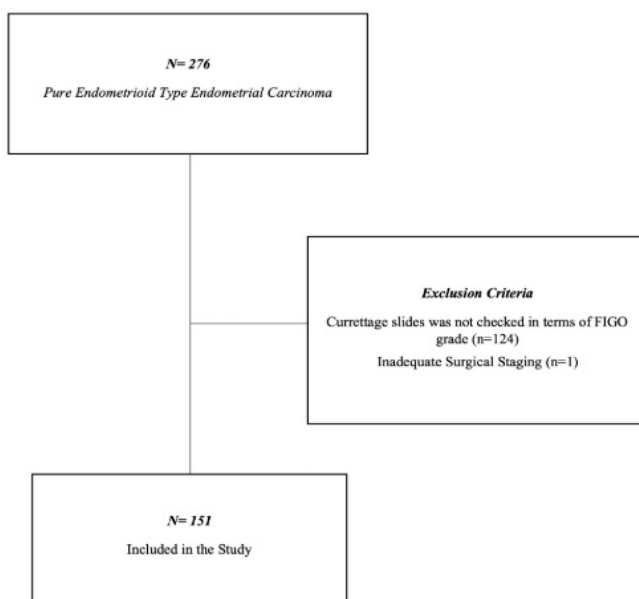 N= 276
Pure Endometrioid Type Endometrial Carcinoma
Exclusion Criteria
Currettage slides was not checked in terms of FIGO
grade (n=124)
Inadequate Surgical Staging (n=1)
N= 151
Included in the Study